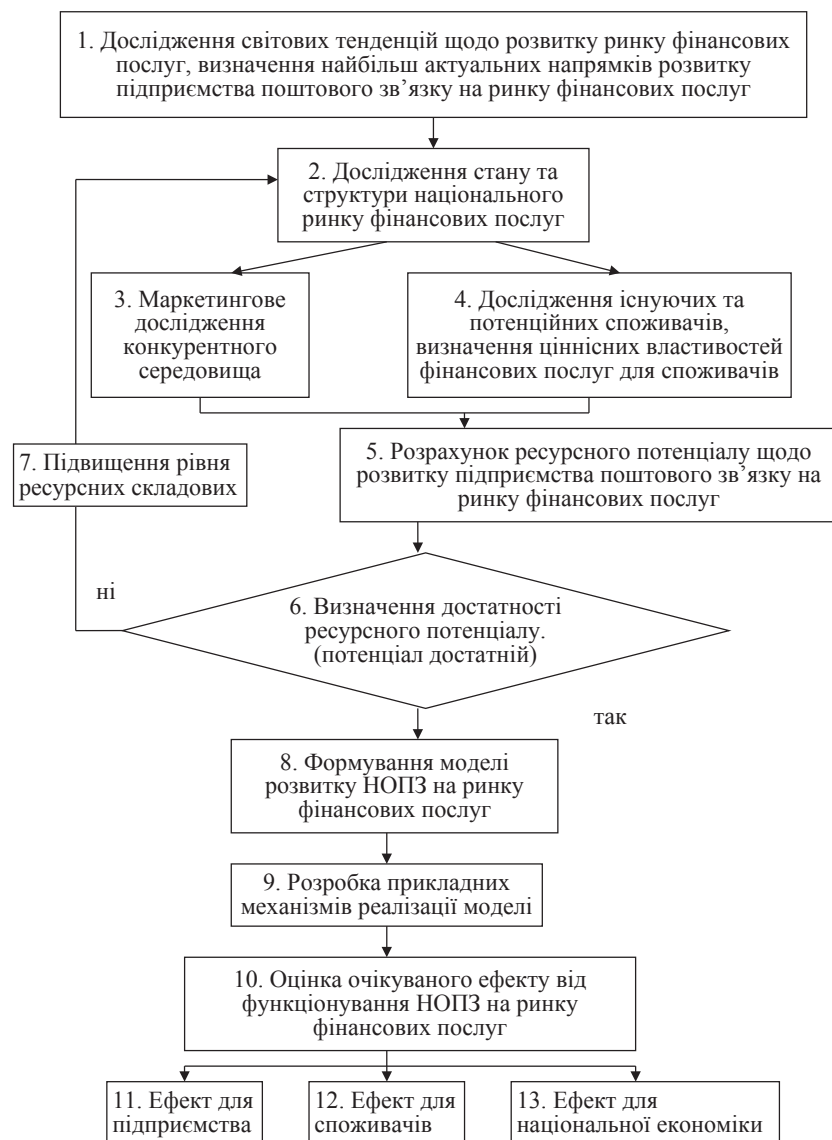 1. Дослідження світових тенденцій щодо розвитку ринку фінансових
послуг, визначення найбільш актуальних напрямків розвитку
підприємства поштового зв’язку на ринку фінансових послуг
2. Дослідження стану та
структури національного
ринку фінансових послуг
3. Маркетингове
дослідження
конкурентного
середовища
4. Дослідження існуючих та
потенційних споживачів,
визначення ціннісних властивостей
фінансових послуг для споживачів
7. Підвищення рівня
ресурсних складових
5. Розрахунок ресурсного потенціалу щодо
розвитку підприємства поштового зв’язку на
ринку фінансових послуг
ні
6. Визначення достатності
ресурсного потенціалу.
(потенціал достатній)
так
8. Формування моделі
розвитку НОПЗ на ринку
фінансових послуг
9. Розробка прикладних
механізмів реалізації моделі
10. Оцінка очікуваного ефекту від
функціонування НОПЗ на ринку
фінансових послуг
11. Ефект для
підприємства
12. Ефект для
споживачів
13. Ефект для
національної економіки